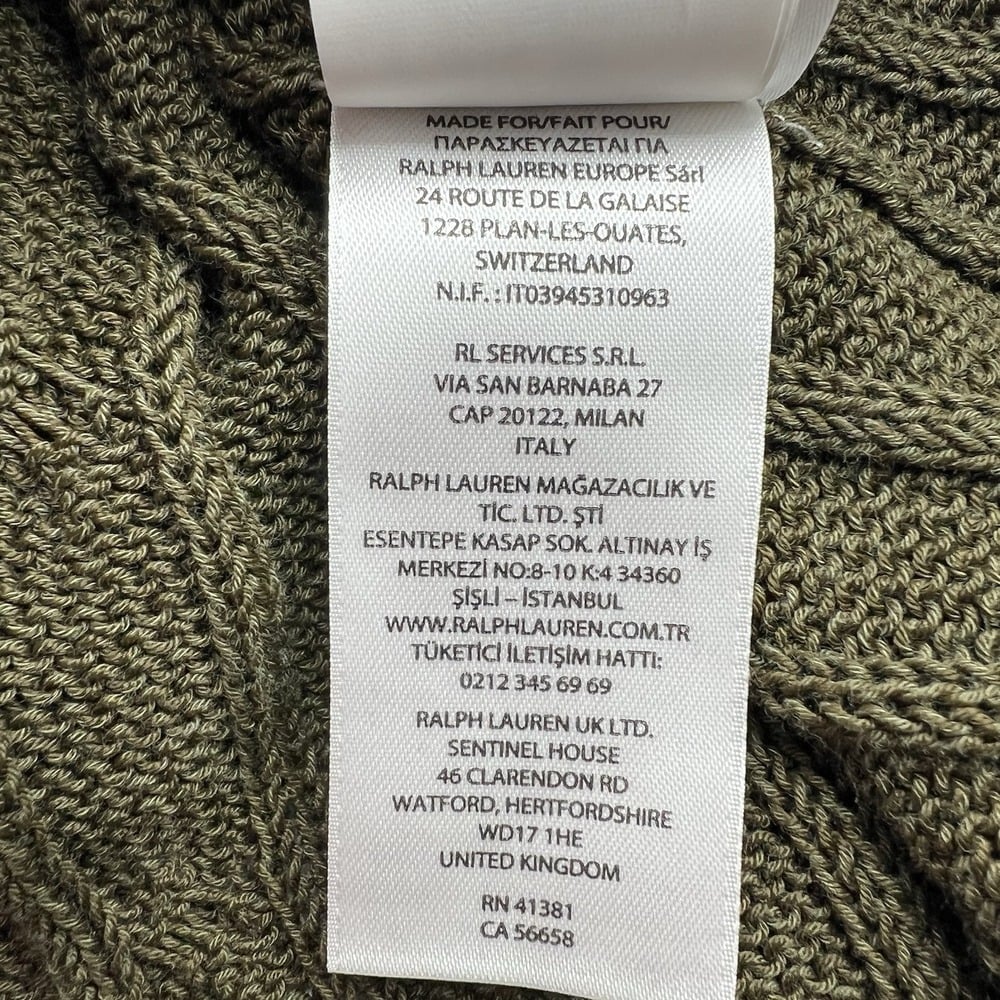 MADE FOR/FAIT POUR/
ΠΑΡΑΣΚΕΥΑΖΕΤΑΙ ΓΙΑ
RALPH LAUREN EUROPE Sárl
24 ROUTE DE LA GALAISE
1228 PLAN-LES-OUATES,
SWITZERLAND
N.I.F. : IT03945310963
RL SERVICES S.R.L.
VIA SAN BARNABA 27
CAP 20122, MILAN
ITALY
RALPH LAUREN MAĞAZACILIK VE
TİC. LTD. ŞTİ
ESENTEPE KASAP SOK. ALTINAY İŞ
MERKEZİ NO:8-10 K:4 34360
ŞİŞLİ – İSTANBUL
WWW.RALPHLAUREN.COM.TR
TÜKETİCİ İLETİŞİM HATTI:
0212 345 69 69
RALPH LAUREN UK LTD.
SENTINEL HOUSE
46 CLARENDON RD
WATFORD, HERTFORDSHIRE
WD17 1HE
UNITED KINGDOM
RN 41381
CA 56658